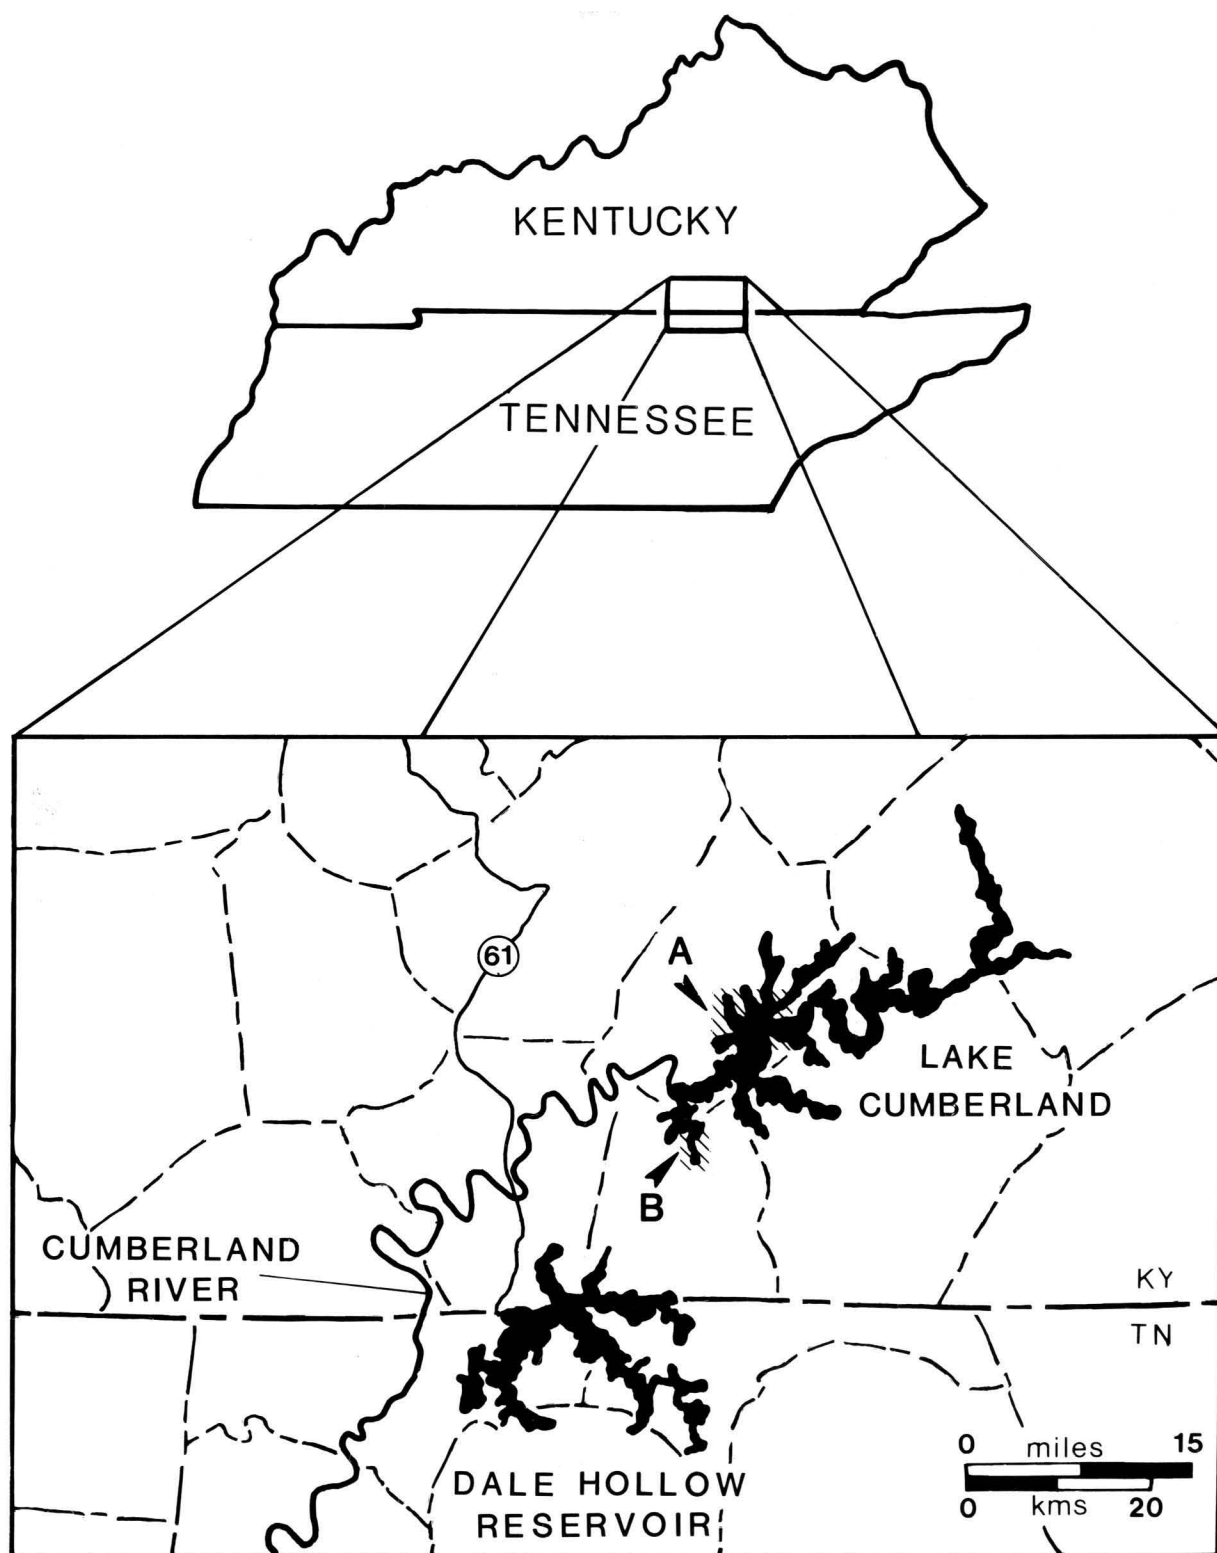 KENTUCKY
TENNESSEE
61
A
LAKE
CUMBERLAND
B
CUMBERLAND
RIVER
KY
TN
0 miles 15
0 kms 20
DALE HOLLOW
RESERVOIR